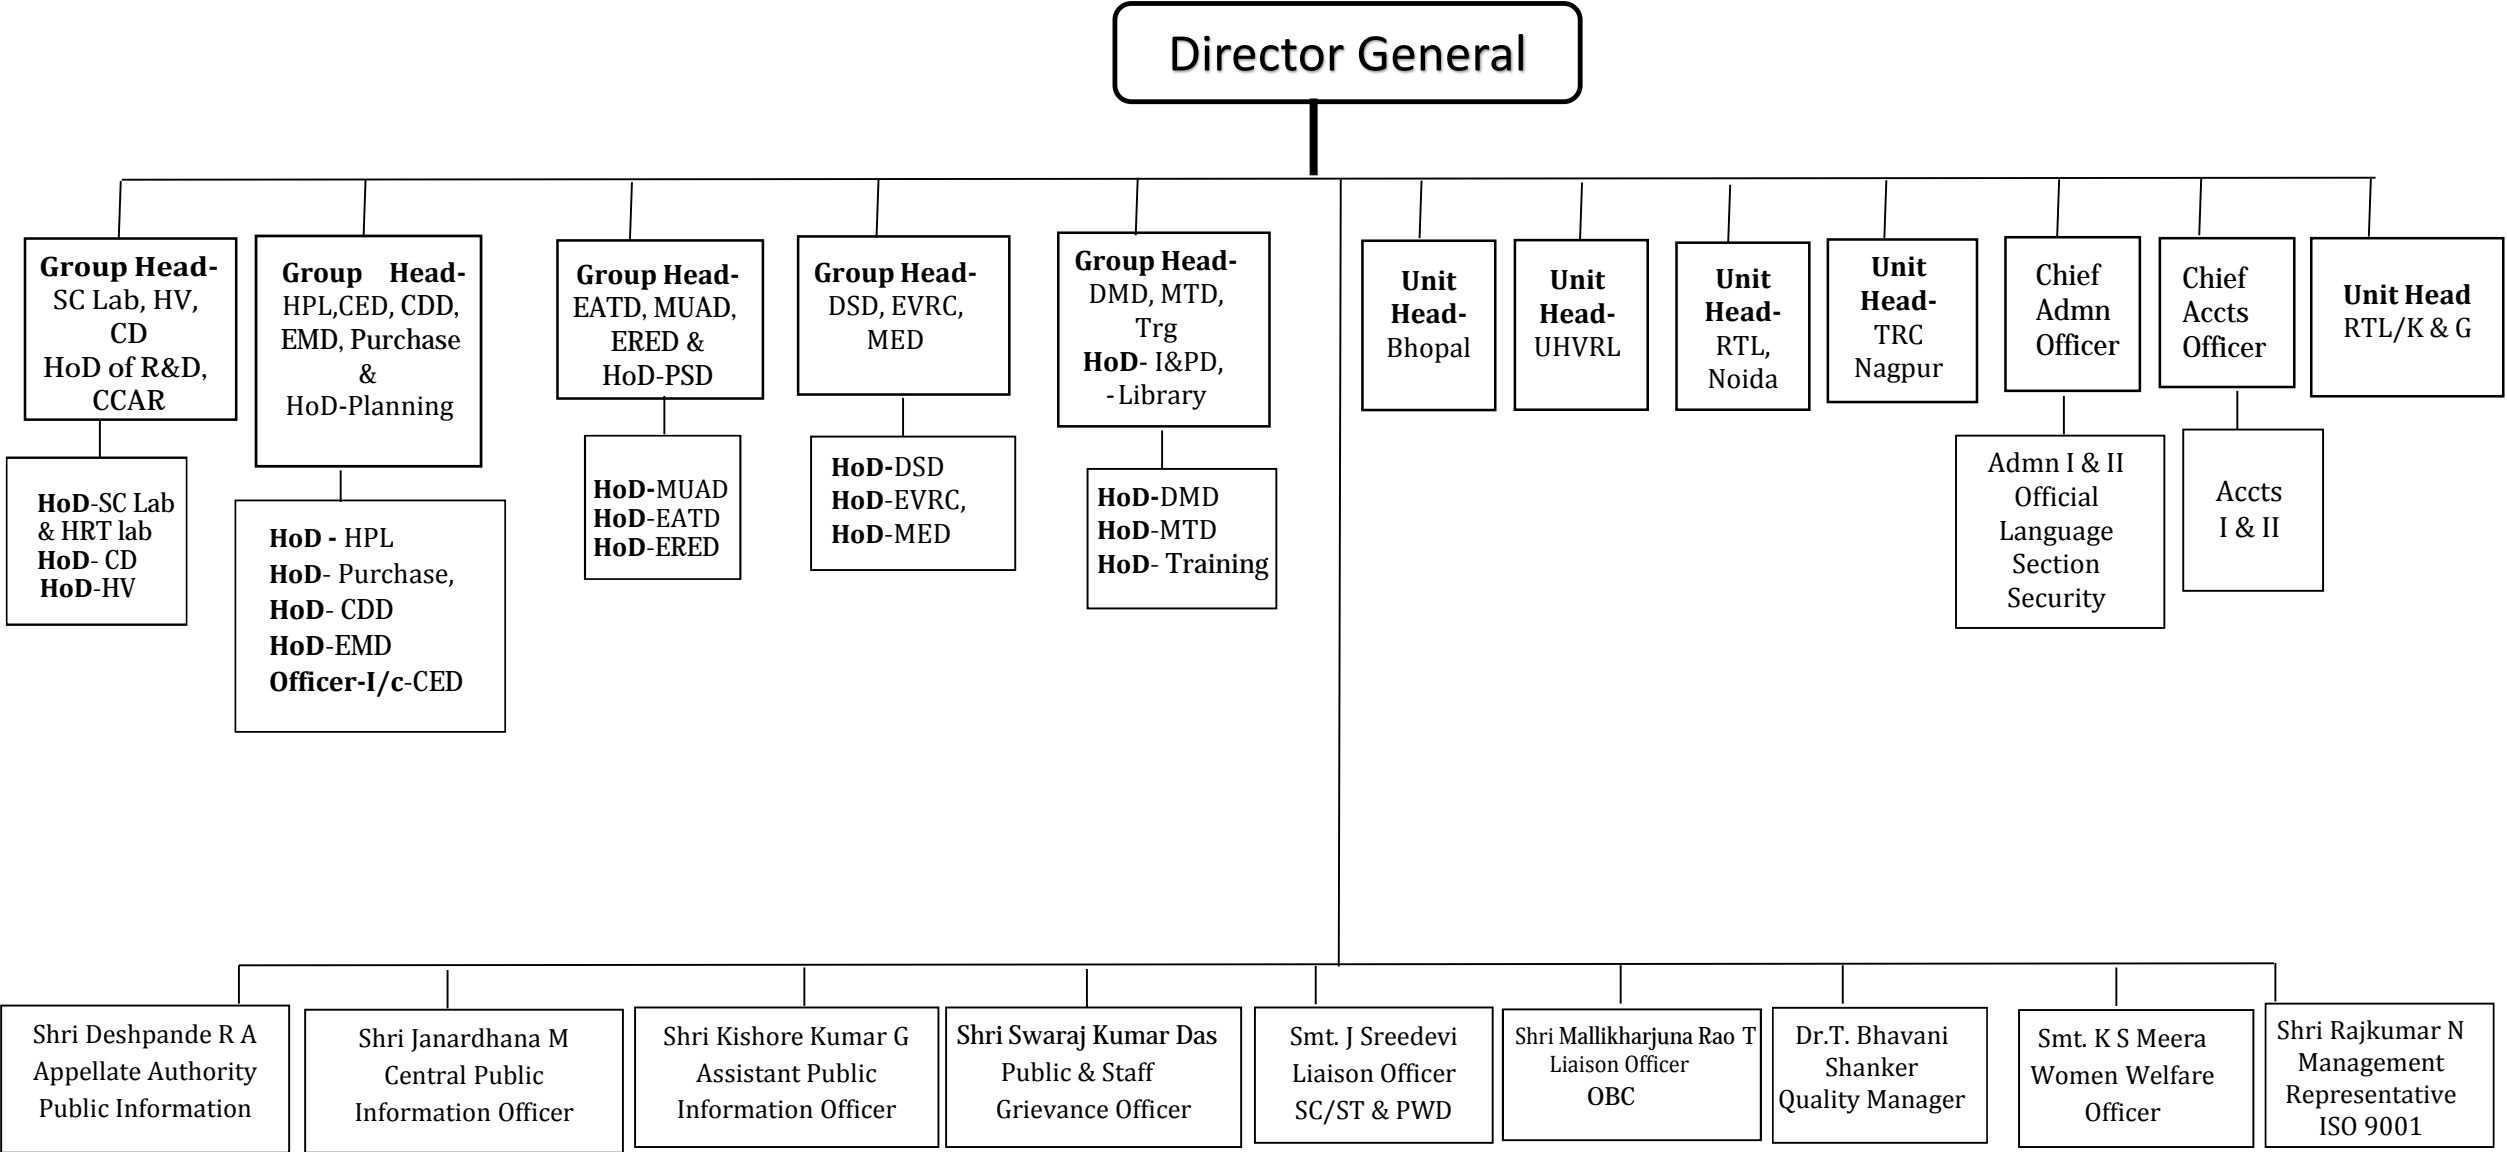 Director General
Group Head-
SC Lab, HV,
CD
HoD of R&D,
CCAR
HoD-SC Lab
& HRT lab
HoD- CD
HoD-HV
Group Head-
HPL,CED, CDD,
EMD, Purchase
&
HoD-Planning
HoD - HPL
HoD- Purchase,
HoD- CDD
HoD-EMD
Officer-I/c-CED
Group Head-
EATD, MUAD,
ERED &
HoD-PSD
HoD-MUAD
HoD-EATD
HoD-ERED
Group Head-
DSD, EVRC,
MED
HoD-DSD
HoD-EVRC,
HoD-MED
Group Head-
DMD, MTD,
Trg
HoD- I&PD,
-Library
HoD-DMD
HoD-MTD
HoD- Training
Unit
Head-
Bhopal
Unit
Head-
UHVRL
Unit
Head-
RTL,
Noida
Unit
Head-
TRC
Nagpur
Chief
Admn
Officer
Admn I & II
Official
Language
Section
Security
Chief
Accts
Officer
Accts
I & II
Unit Head
RTL/K & G
Shri Deshpande R A
Appellate Authority
Public Information
Shri Janardhana M
Central Public
Information Officer
Shri Kishore Kumar G
Assistant Public
Information Officer
Shri Swaraj Kumar Das
Public & Staff
Grievance Officer
Smt. J Sreedevi
Liaison Officer
SC/ST & PWD
Shri Mallikharjuna Rao T
Liaison Officer
OBC
Dr.T. Bhavani
Shanker
Quality Manager
Smt. K S Meera
Women Welfare
Officer
Shri Rajkumar N
Management
Representative
ISO 9001